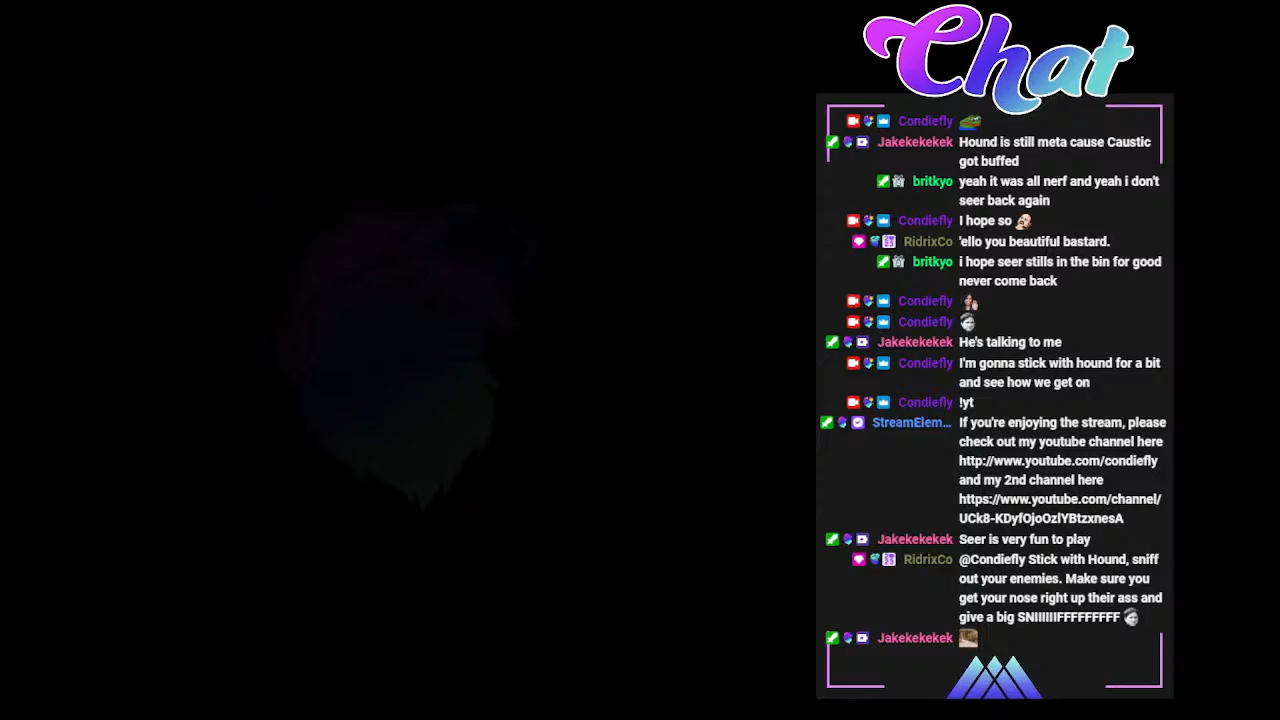 Chat
Condiefly
Jakekekekek Hound is still meta cause Caustic
got buffed
britkyo yeah it was all nerf and yeah i don't
seer back again
Condiefly I hope so
RidrixCo 'ello you beautiful bastard.
britkyo i hope seer stills in the bin for good
never come back
Condiefly
Condiefly
Jakekekekek He's talking to me
Condiefly I'm gonna stick with hound for a bit
and see how we get on
Condiefly !yt
StreamElem... If you're enjoying the stream, please
check out my youtube channel here
http://www.youtube.com/condiefly
and my 2nd channel here
https://www.youtube.com/channel/
UCk8-KDyfOjoOzlYBtzxnesA
Jakekekekek Seer is very fun to play
RidrixCo @Condiefly Stick with Hound, sniff
out your enemies. Make sure you
get your nose right up their ass and
give a big SNIIIIIIFFFFFFFFF
Jakekekekek